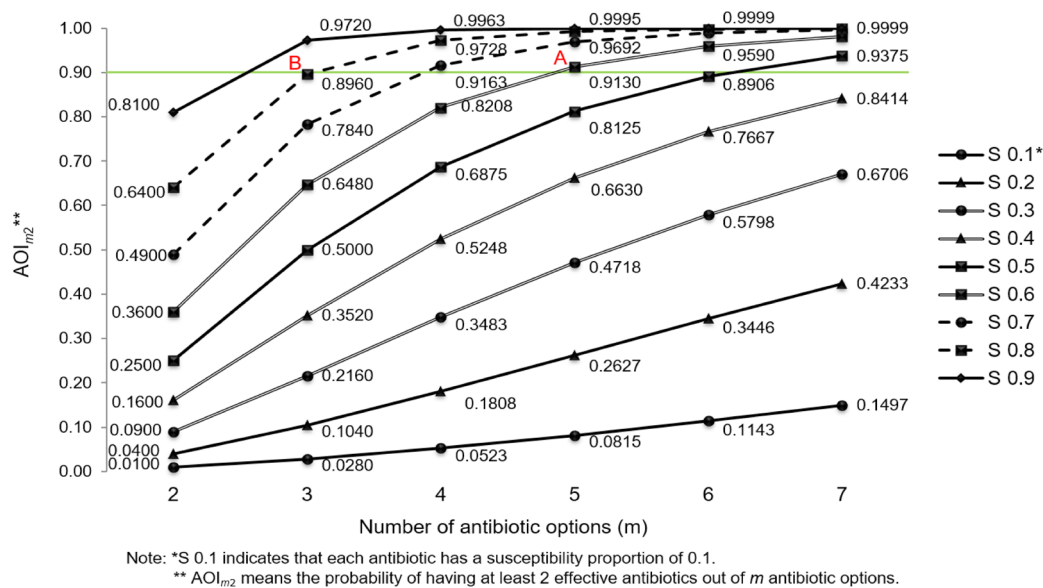 1.00
0.90
0.80
0.70
0.60
0.50
0.40
0.30
0.20
0.10
0.00
AOIm2**
0.9720 0.9963 0.9995 0.9999 0.9999
B A
0.8100 0.8960 0.9728 0.9692 0.9590 0.9375
0.9163 0.9130 0.8906
0.7840 0.8208 0.8125 0.8414
0.6400 0.6480 0.6875 0.7667
0.4900 0.5000 0.6630 0.6706
0.3600 0.5248 0.5798
0.2500 0.3520 0.4718 0.4233
0.1600 0.2160 0.3483 0.3446
0.0900 0.1040 0.1808 0.2627 0.1497
0.0400 0.1143
0.0100 0.0280 0.0523 0.0815
2 3 4 5 6 7
Number of antibiotic options (m)
S 0.1*
S 0.2
S 0.3
S 0.4
S 0.5
S 0.6
S 0.7
S 0.8
S 0.9
Note: *S 0.1 indicates that each antibiotic has a susceptibility proportion of 0.1.
** AOIm2 means the probability of having at least 2 effective antibiotics out of m antibiotic options.